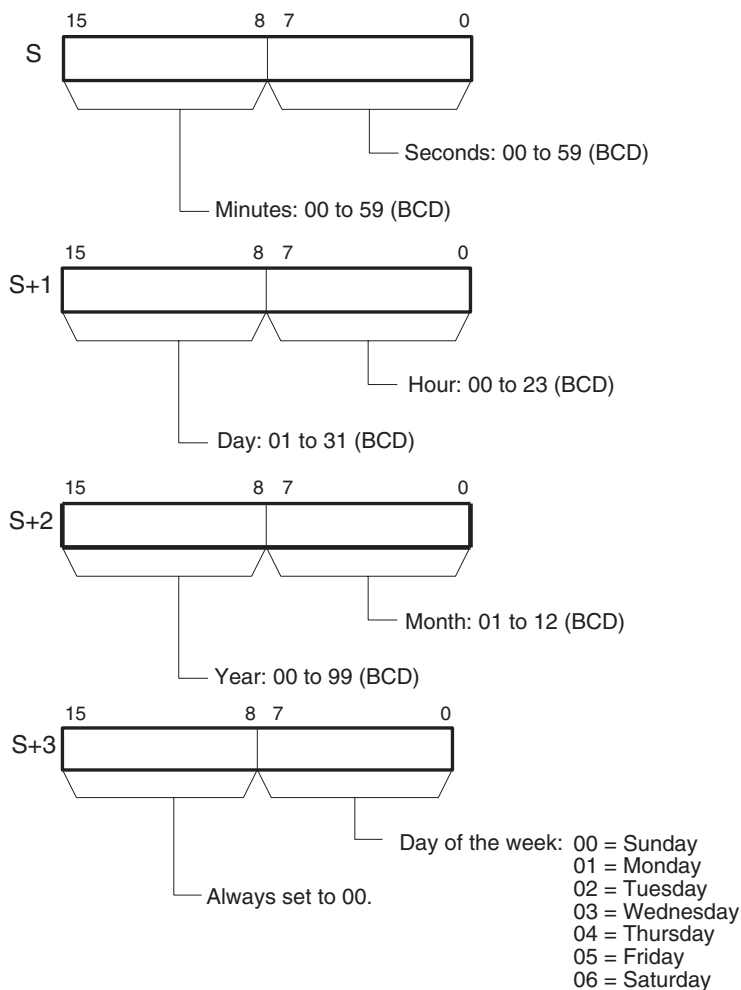 15 8 7 0
S
Seconds: 00 to 59 (BCD)
Minutes: 00 to 59 (BCD)
15 8 7 0
S+1
Hour: 00 to 23 (BCD)
Day: 01 to 31 (BCD)
15 8 7 0
S+2
Month: 01 to 12 (BCD)
Year: 00 to 99 (BCD)
15 8 7 0
S+3
Day of the week: 00 = Sunday
01 = Monday
02 = Tuesday
03 = Wednesday
04 = Thursday
05 = Friday
06 = Saturday
Always set to 00.